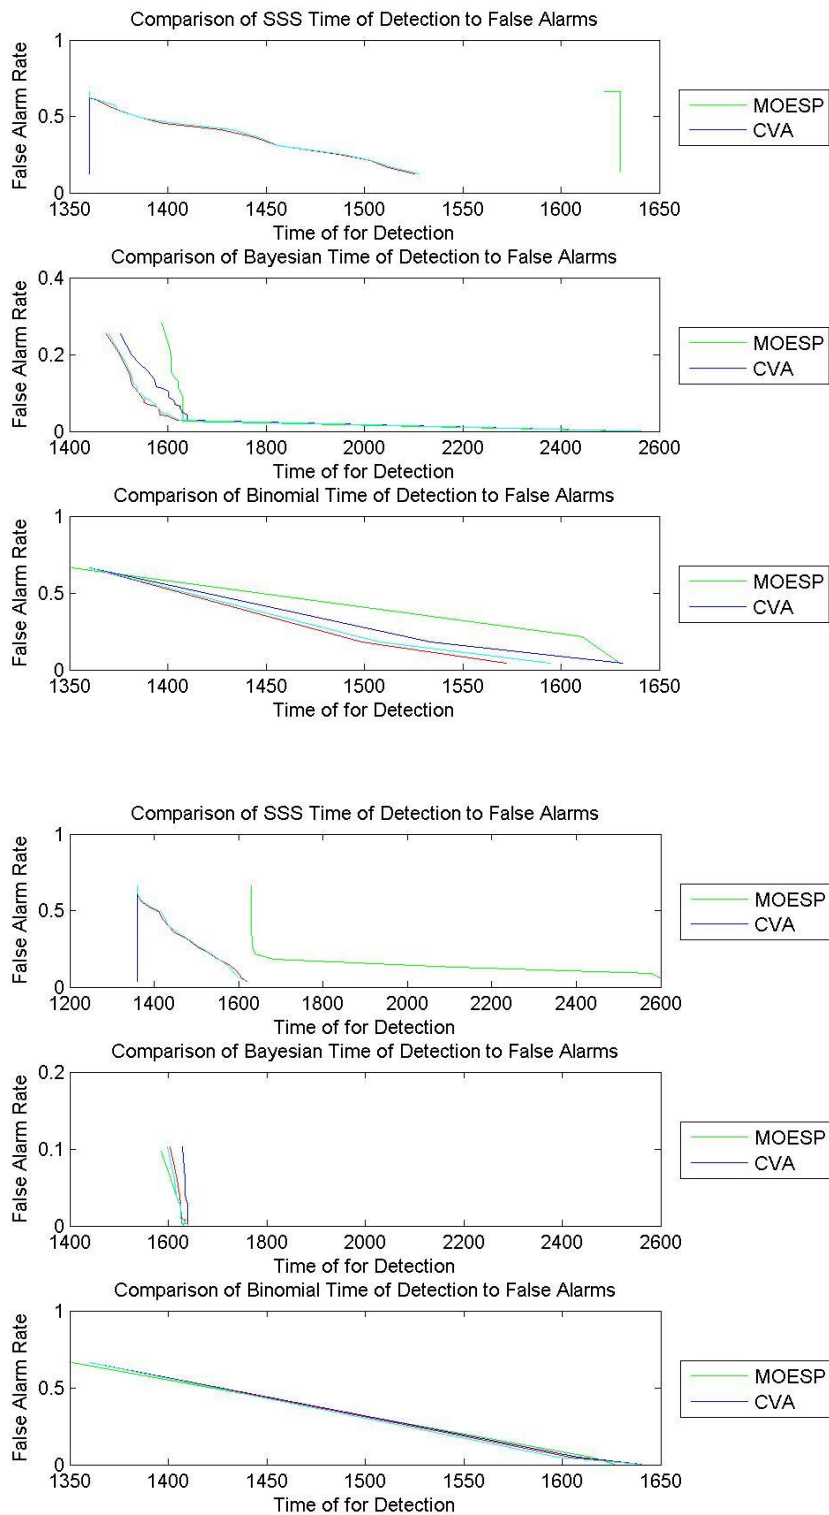 Comparison of SSS Time of Detection to False Alarms
1
0.5
0
False Alarm Rate
1350 1400 1450 1500 1550 1600 1650
Time of for Detection
MOESP
CVA
Comparison of Bayesian Time of Detection to False Alarms
0.4
0.2
0
False Alarm Rate
1400 1600 1800 2000 2200 2400 2600
Time of for Detection
MOESP
CVA
Comparison of Binomial Time of Detection to False Alarms
1
0.5
0
False Alarm Rate
1350 1400 1450 1500 1550 1600 1650
Time of for Detection
MOESP
CVA
Comparison of SSS Time of Detection to False Alarms
1
0.5
0
False Alarm Rate
1200 1400 1600 1800 2000 2200 2400 2600
Time of for Detection
MOESP
CVA
Comparison of Bayesian Time of Detection to False Alarms
0.2
0.1
0
False Alarm Rate
1400 1600 1800 2000 2200 2400 2600
Time of for Detection
MOESP
CVA
Comparison of Binomial Time of Detection to False Alarms
1
0.5
0
False Alarm Rate
1350 1400 1450 1500 1550 1600 1650
Time of for Detection
MOESP
CVA